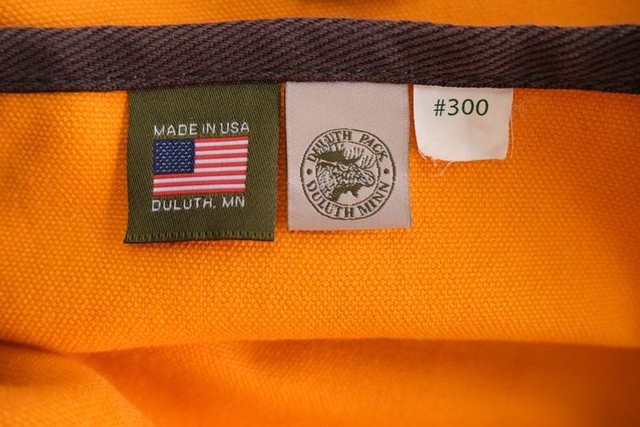 MADE IN USA
DULUTH, MN
DULUTH PACK
• DULUTH MINN •
#300